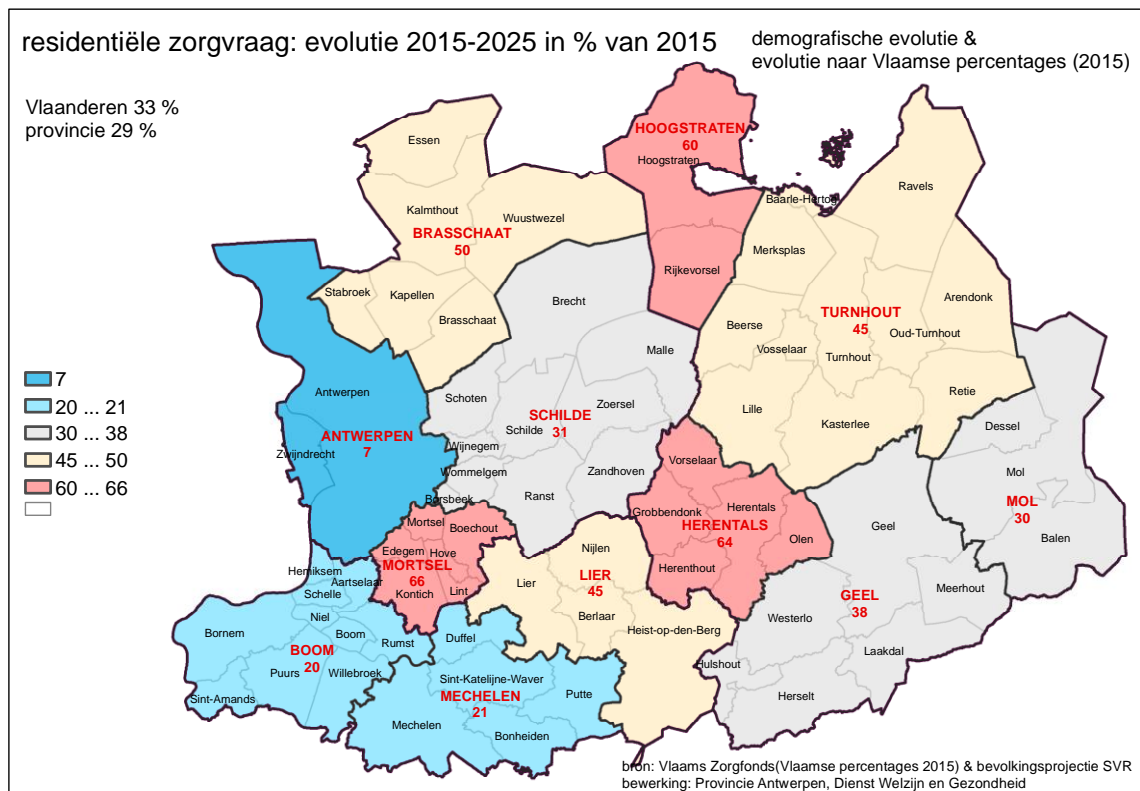 residentiële zorgvraag: evolutie 2015-2025 in % van 2015
demografische evolutie &
evolutie naar Vlaamse percentages (2015)
Vlaanderen 33 %
provincie 29 %
HOOGSTRATEN
60
Hoogstraten
Essen
Ravels
Baarle-Hertog
Kalmthout
Wuustwezel
BRASSCHAAT
50
Merksplas
Rijkevorsel
Stabroek
Kapellen
Brecht
Arendonk
Brasschaat
TURNHOUT
45
Beerse
Oud-Turnhout
Vosselaar
Turnhout
Malle
7
20 ... 21
30 ... 38
45 ... 50
60 ... 66
Antwerpen
Schoten
Zoersel
SCHILDE
31
Schilde
Lille
Retie
Kasterlee
Dessel
ANTWERPEN
7
Zwijndrecht
Wijnegem
Wommelgem
Zandhoven
Vorselaar
Mol
MOL
30
Borsbeek
Ranst
Grobbendonk
Herentals
HERENTALS
64
Olen
Geel
Balen
Mortsel
Boechout
Edegem
Hove
MORTSEL
66
Kontich
Lint
Nijlen
Lier
LIER
45
Berlaar
Herenthout
Meerhout
GEEL
38
Hemiksem
Aartselaar
Schelle
Niel
Bornem
Boom
Rumst
BOOM
20
Puurs
Willebroek
Sint-Amands
Duffel
Heist-op-den-Berg
Westerlo
Laakdal
Hulshout
Herselt
Sint-Katelijne-Waver
MECHELEN
21
Putte
Mechelen
Bonheiden
bron: Vlaams Zorgfonds(Vlaamse percentages 2015) & bevolkingsprojectie SVR
bewerking: Provincie Antwerpen, Dienst Welzijn en Gezondheid